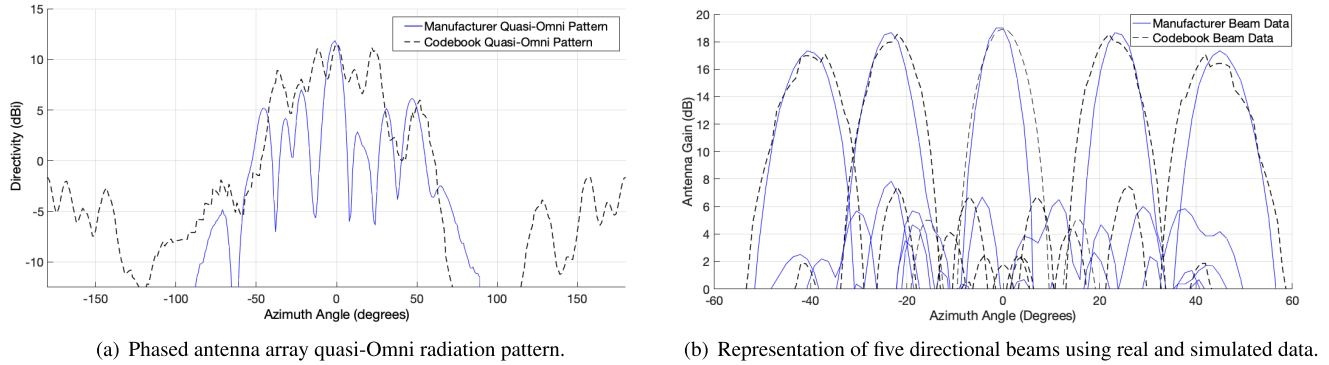 15
10
5
0
-5
-10
Directivity (dBi)
Manufacturer Quasi-Omni Pattern
Codebook Quasi-Omni Pattern
-150 -100 -50 0 50 100 150
Azimuth Angle (degrees)
(a) Phased antenna array quasi-Omni radiation pattern.
20
18
16
14
12
10
8
6
4
2
0
Antenna Gain (dB)
Manufacturer Beam Data
Codebook Beam Data
-60 -40 -20 0 20 40 60
Azimuth Angle (Degrees)
(b) Representation of five directional beams using real and simulated data.